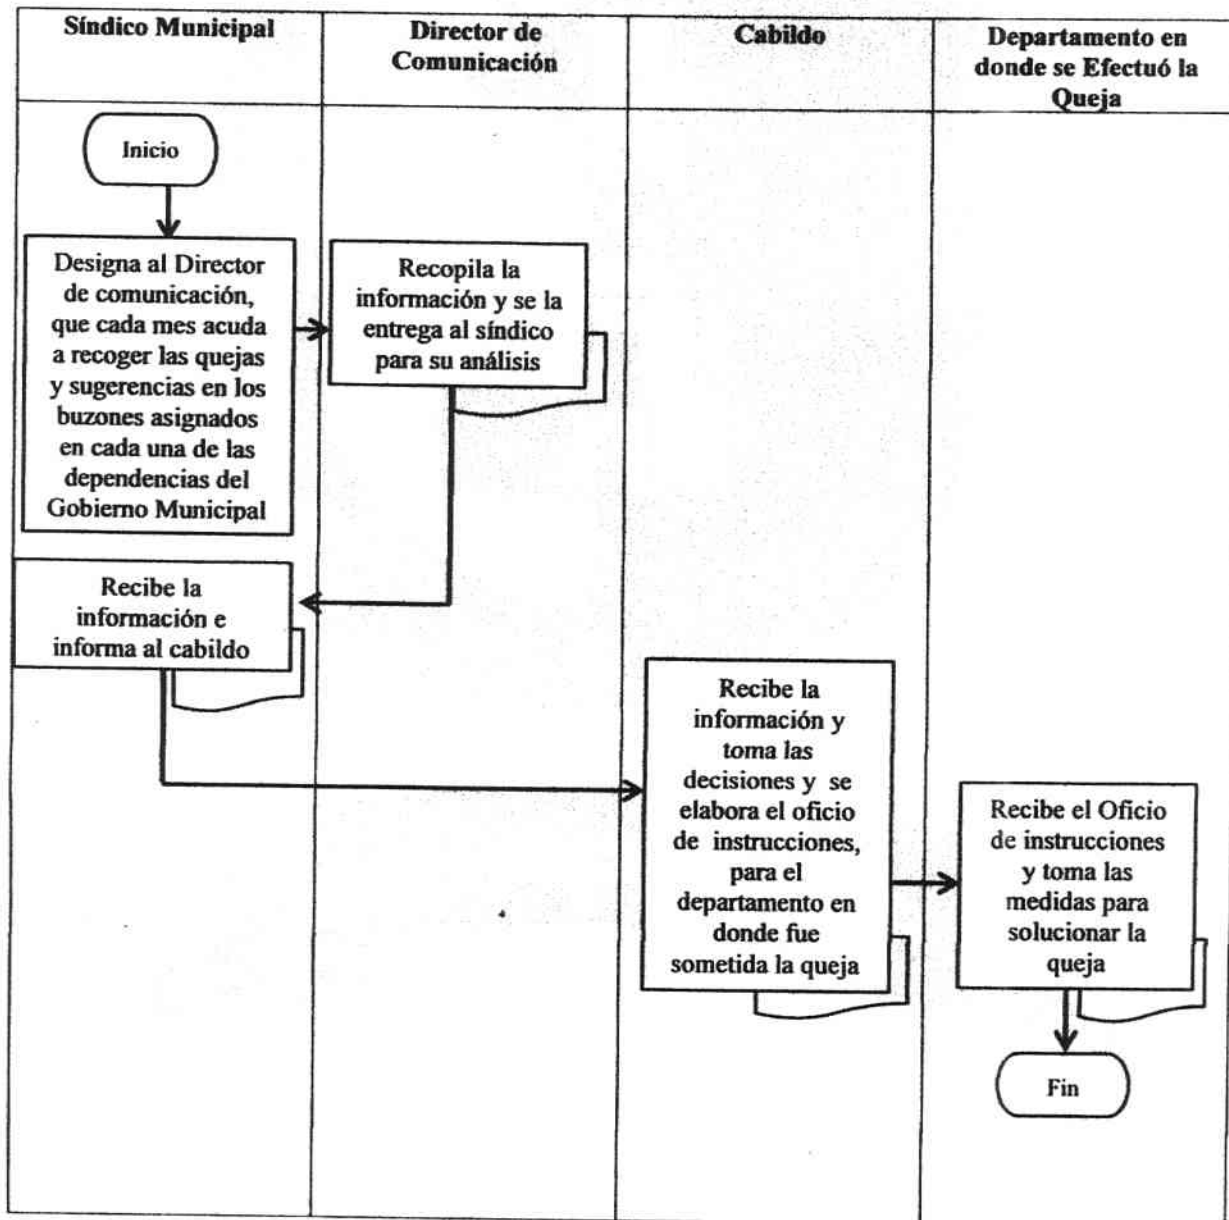 Síndico Municipal
Director de
Comunicación
Cabildo
Departamento en
donde se Efectuó la
Queja
Inicio
Designa al Director
de comunicación,
que cada mes acuda
a recoger las quejas
y sugerencias en los
buzones asignados
en cada una de las
dependencias del
Gobierno Municipal
Recopila la
información y se la
entrega al síndico
para su análisis
Recibe la
información e
informa al cabildo
Recibe la
información y
toma las
decisiones y se
elabora el oficio
de instrucciones,
para el
departamento en
donde fue
sometida la queja
Recibe el Oficio
de instrucciones
y toma las
medidas para
solucionar la
queja
Fin